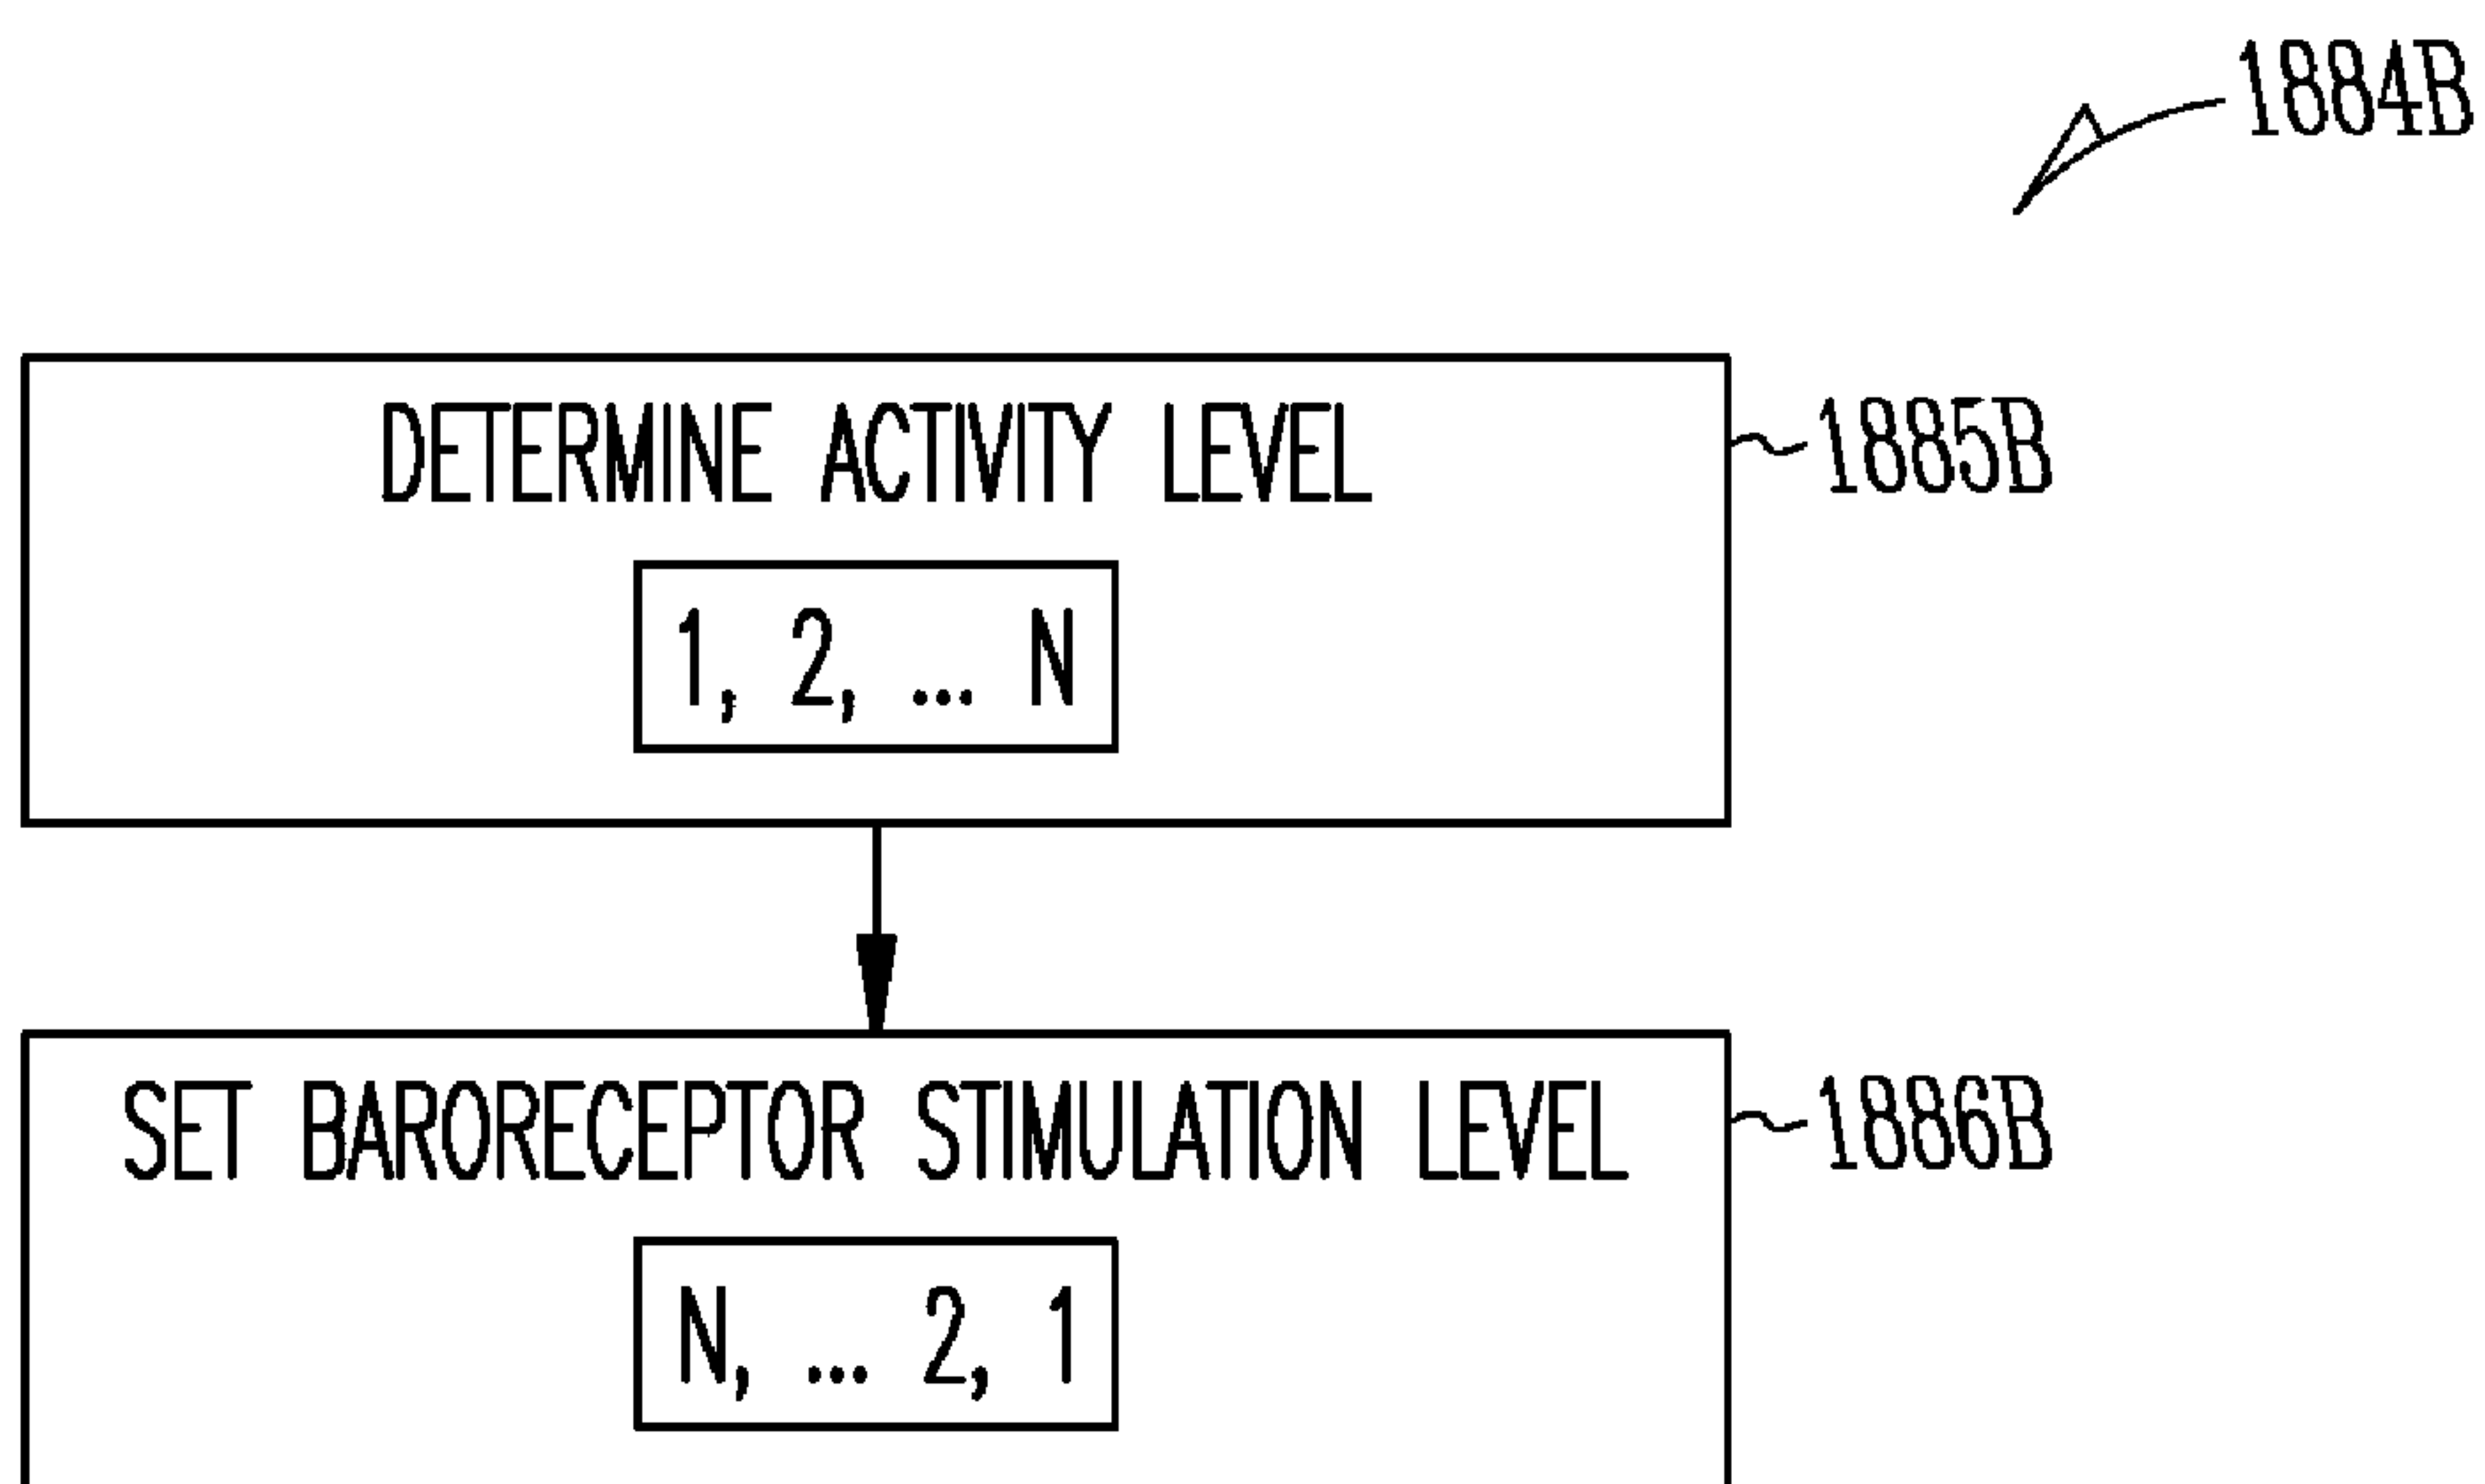 1884B
DETERMINE ACTIVITY LEVEL
1885B
1, 2, ... N
SET BARORECEPTOR STIMULATION LEVEL
1886B
N, ... 2, 1